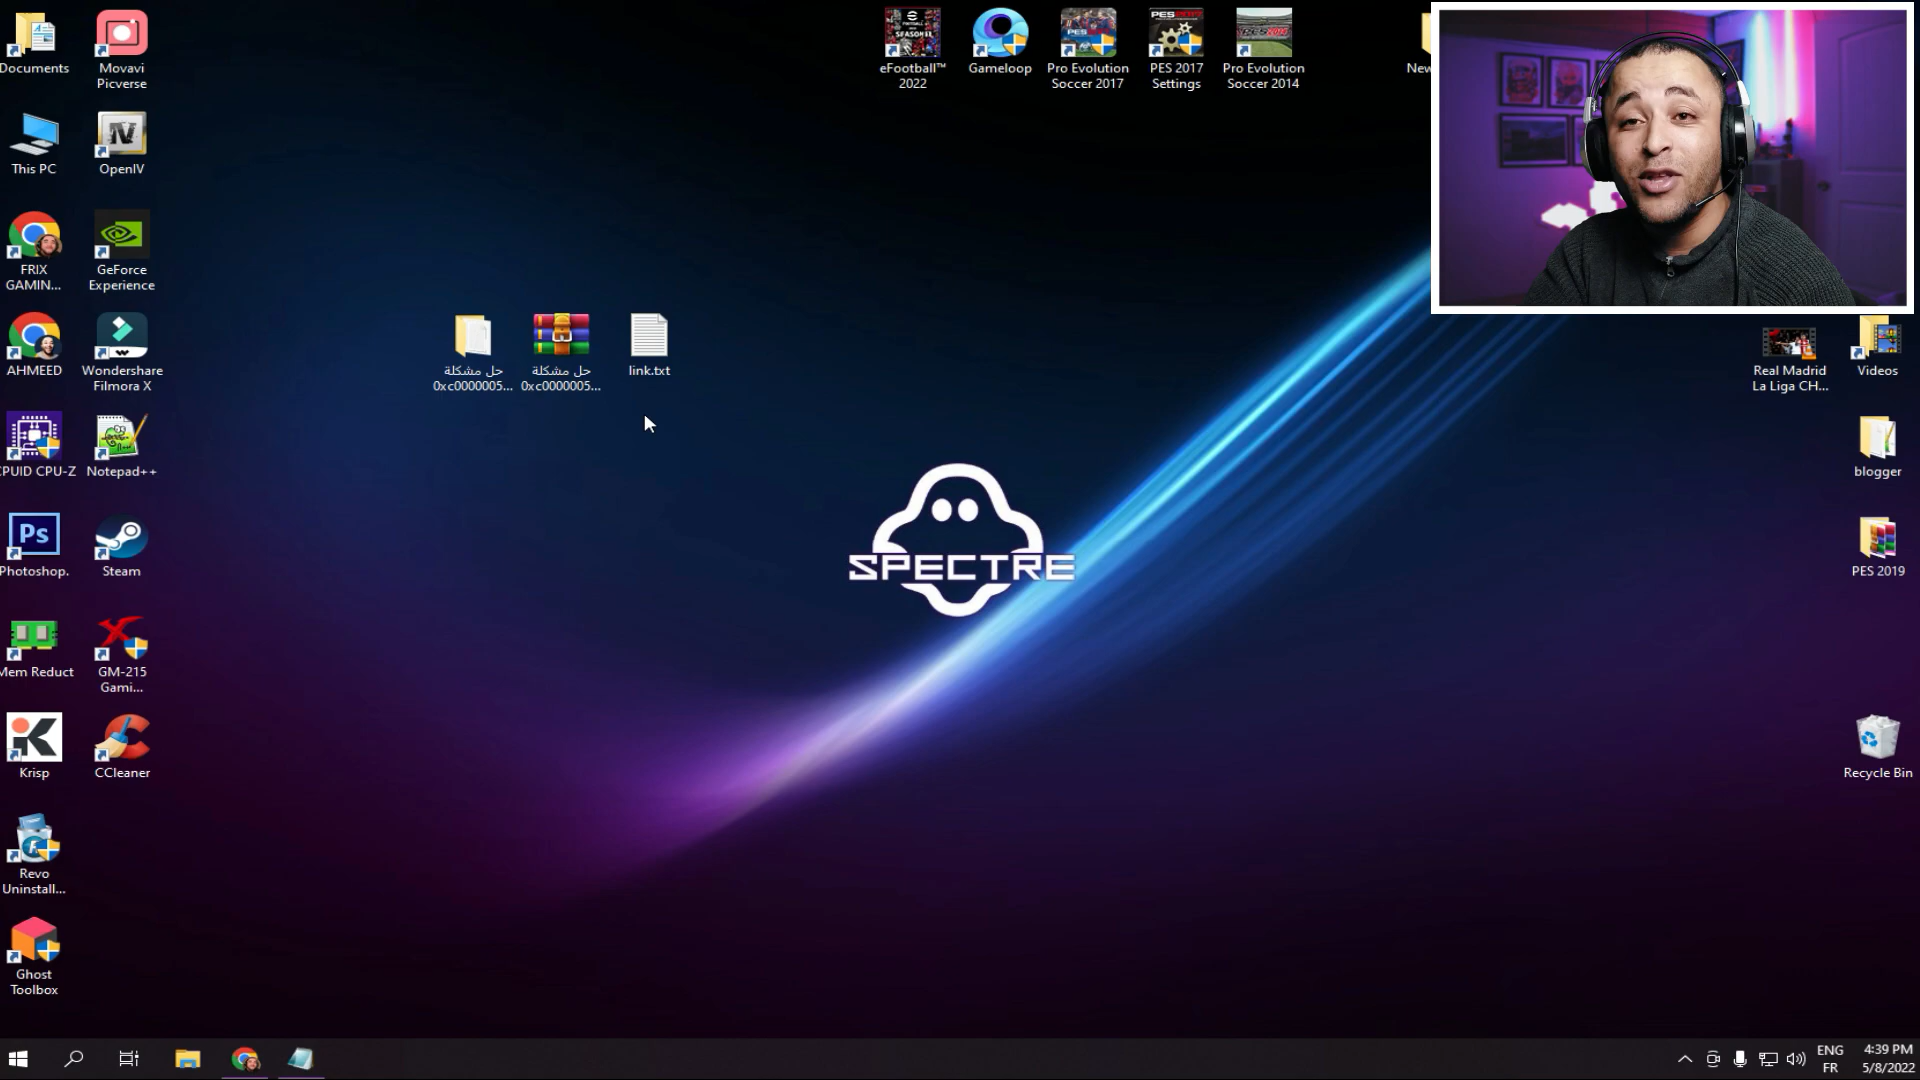 Documents
Movavi
Picverse
eFootball™
2022
Gameloop
Pro Evolution
Soccer 2017
PES 2017
Settings
Pro Evolution
Soccer 2014
New
This PC
OpenIV
FRIX
GAMIN...
GeForce
Experience
AHMEED
Wondershare
Filmora X
حل مشكلة
0xc0000005...
حل مشكلة
0xc0000005...
link.txt
Real Madrid
La Liga CH...
Videos
CPUID CPU-Z
Notepad++
blogger
Ps
Photoshop.
Steam
PES 2019
SPECTRE
Mem Reduct
GM-215
Gami...
Krisp
CCleaner
Recycle Bin
Revo
Uninstall...
Ghost
Toolbox
ENG
FR
4:39 PM
5/8/2022